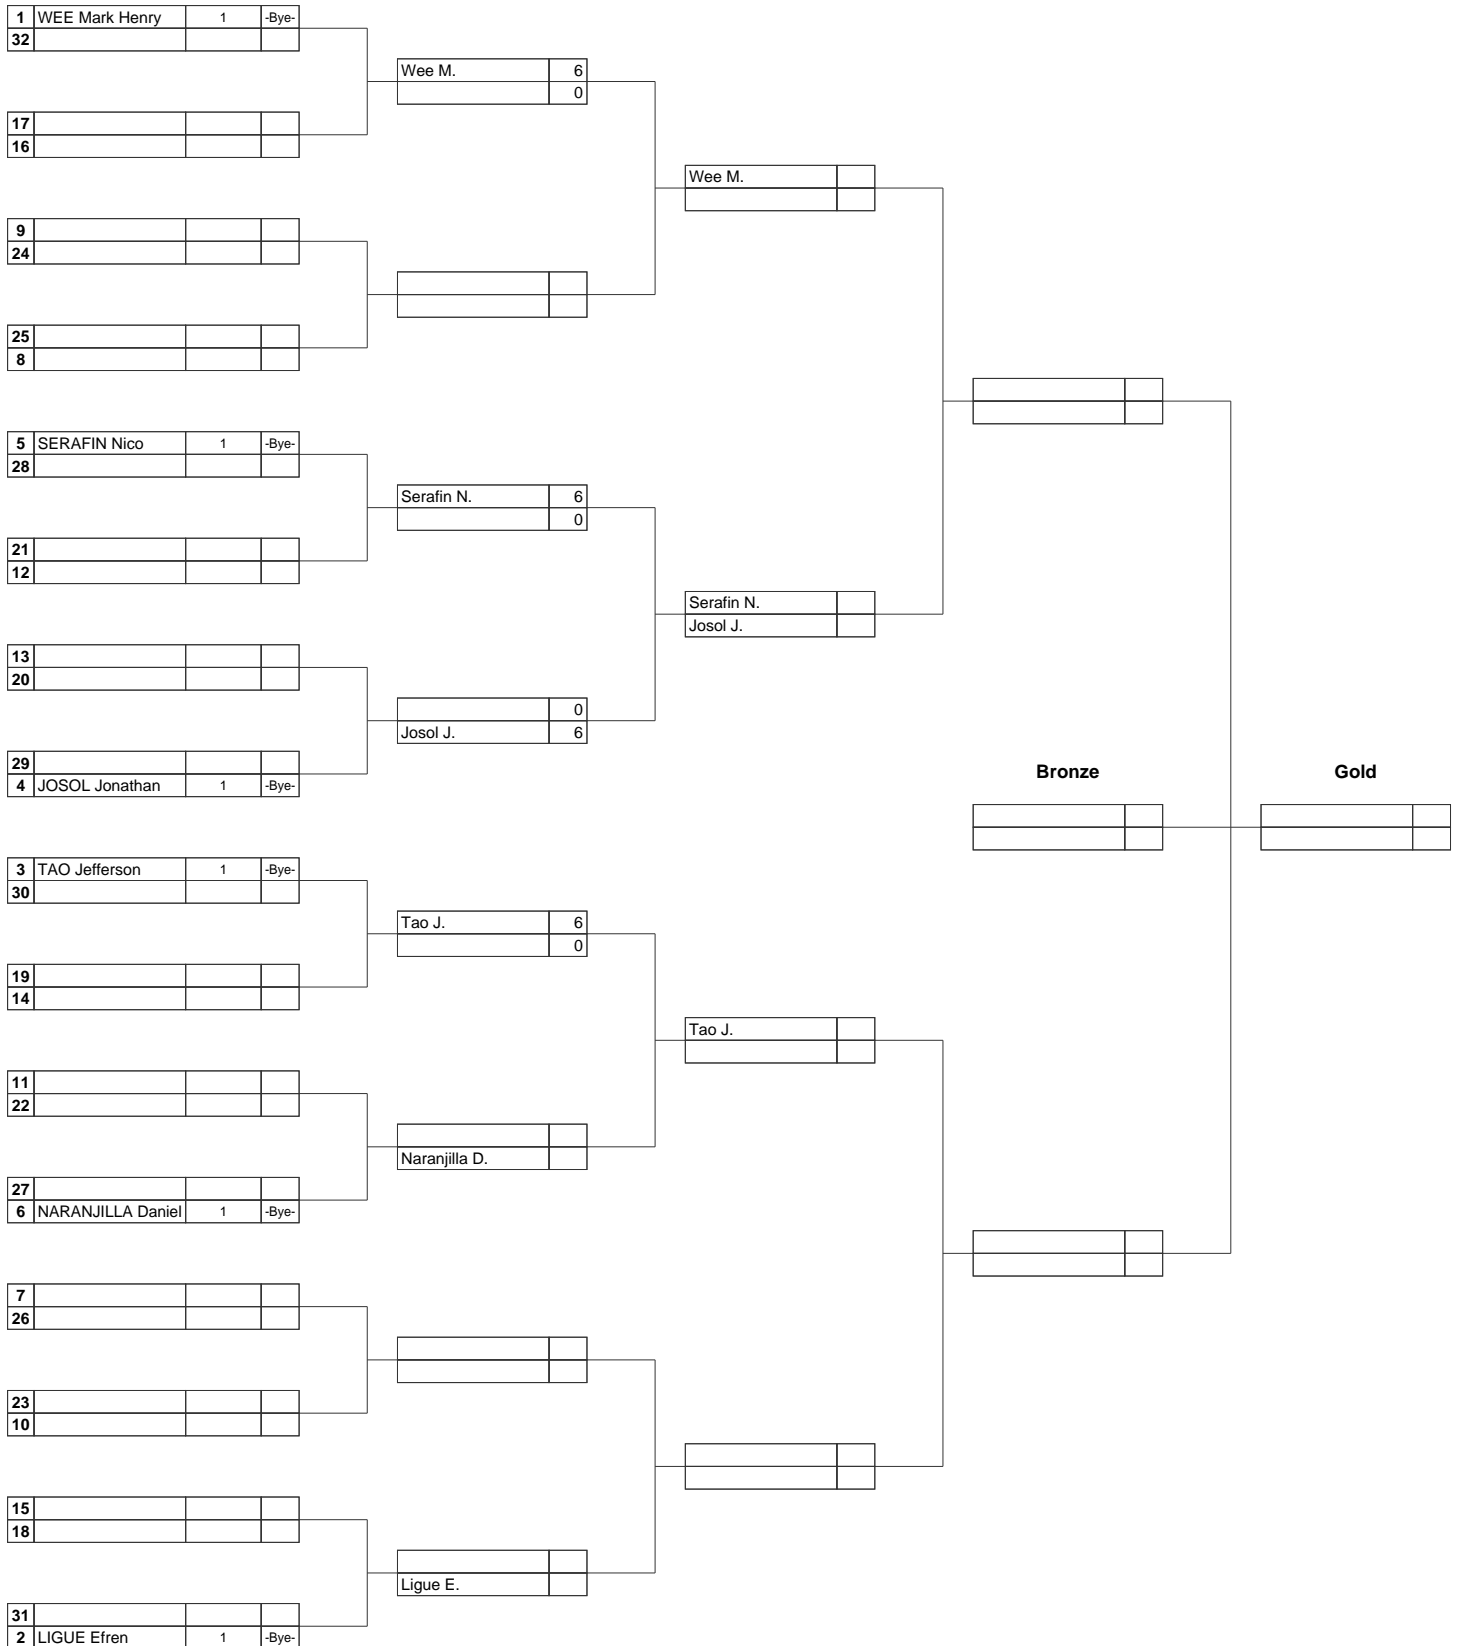 1 WEE Mark Henry 1 -Bye-
32
17
16
9
24
25
8
5 SERAFIN Nico 1 -Bye-
28
21
12
13
20
29
4 JOSOL Jonathan 1 -Bye-
3 TAO Jefferson 1 -Bye-
30
19
14
11
22
27
6 NARANJILLA Daniel 1 -Bye-
7
26
23
10
15
18
31
2 LIGUE Efren 1 -Bye-
Wee M. 6
0
Serafin N. 6
0
0
Josol J. 6
Tao J. 6
0
Naranjilla D.
Ligue E.
Wee M.
Serafin N.
Josol J.
Tao J.
Bronze
Gold